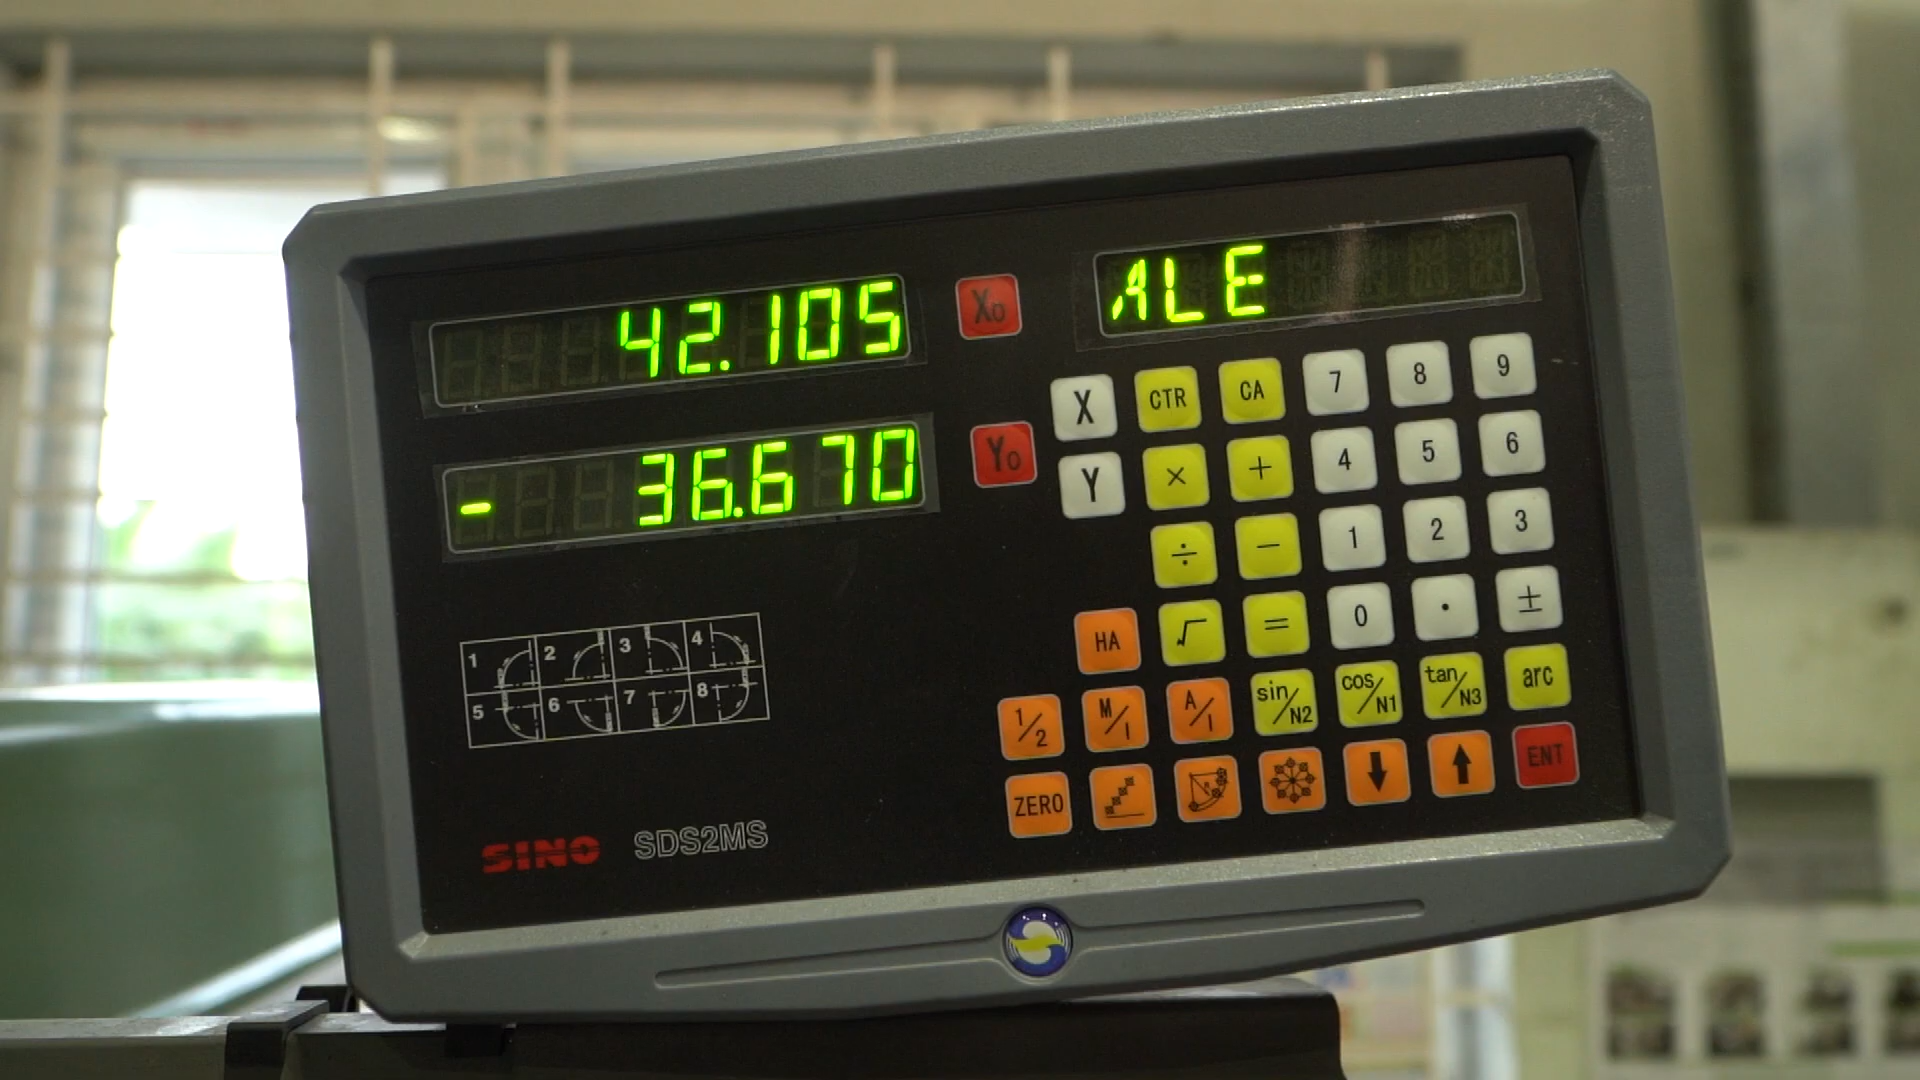 42.105
X₀
ALE
- 36.670
Y₀
X CTR CA 7 8 9
Y × + 4 5 6
÷ − 1 2 3
HA √ = 0 · ±
1/2 M/I A/I sin/N2 cos/N1 tan/N3 arc
ZERO ENT
1 2 3 4
5 6 7 8
SINO SDS2MS